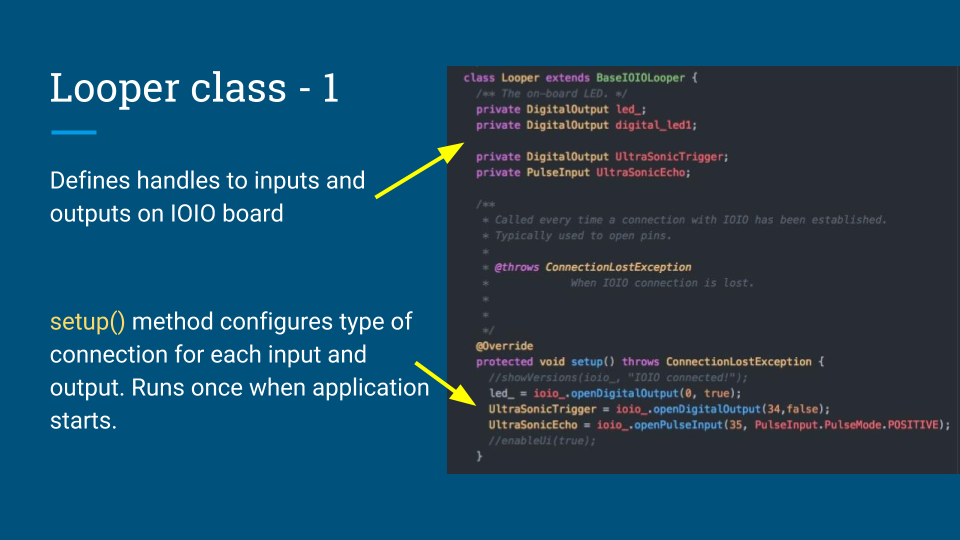 Looper class - 1
Defines handles to inputs and
outputs on IOIO board
setup() method configures type of
connection for each input and
output. Runs once when application
starts.
class Looper extends BaseIOIOLooper {
/** The on-board LED. */
private DigitalOutput led_;
private DigitalOutput digital_led1;
private DigitalOutput UltraSonicTrigger;
private PulseInput UltraSonicEcho;
/**
* Called every time a connection with IOIO has been established.
* Typically used to open pins.
*
* @throws ConnectionLostException
* When IOIO connection is lost.
*
*
*/
@Override
protected void setup() throws ConnectionLostException {
//showVersions(ioio_, "IOIO connected!");
led_ = ioio_.openDigitalOutput(0, true);
UltraSonicTrigger = ioio_.openDigitalOutput(34,false);
UltraSonicEcho = ioio_.openPulseInput(35, PulseInput.PulseMode.POSITIVE);
//enableUi(true);
}